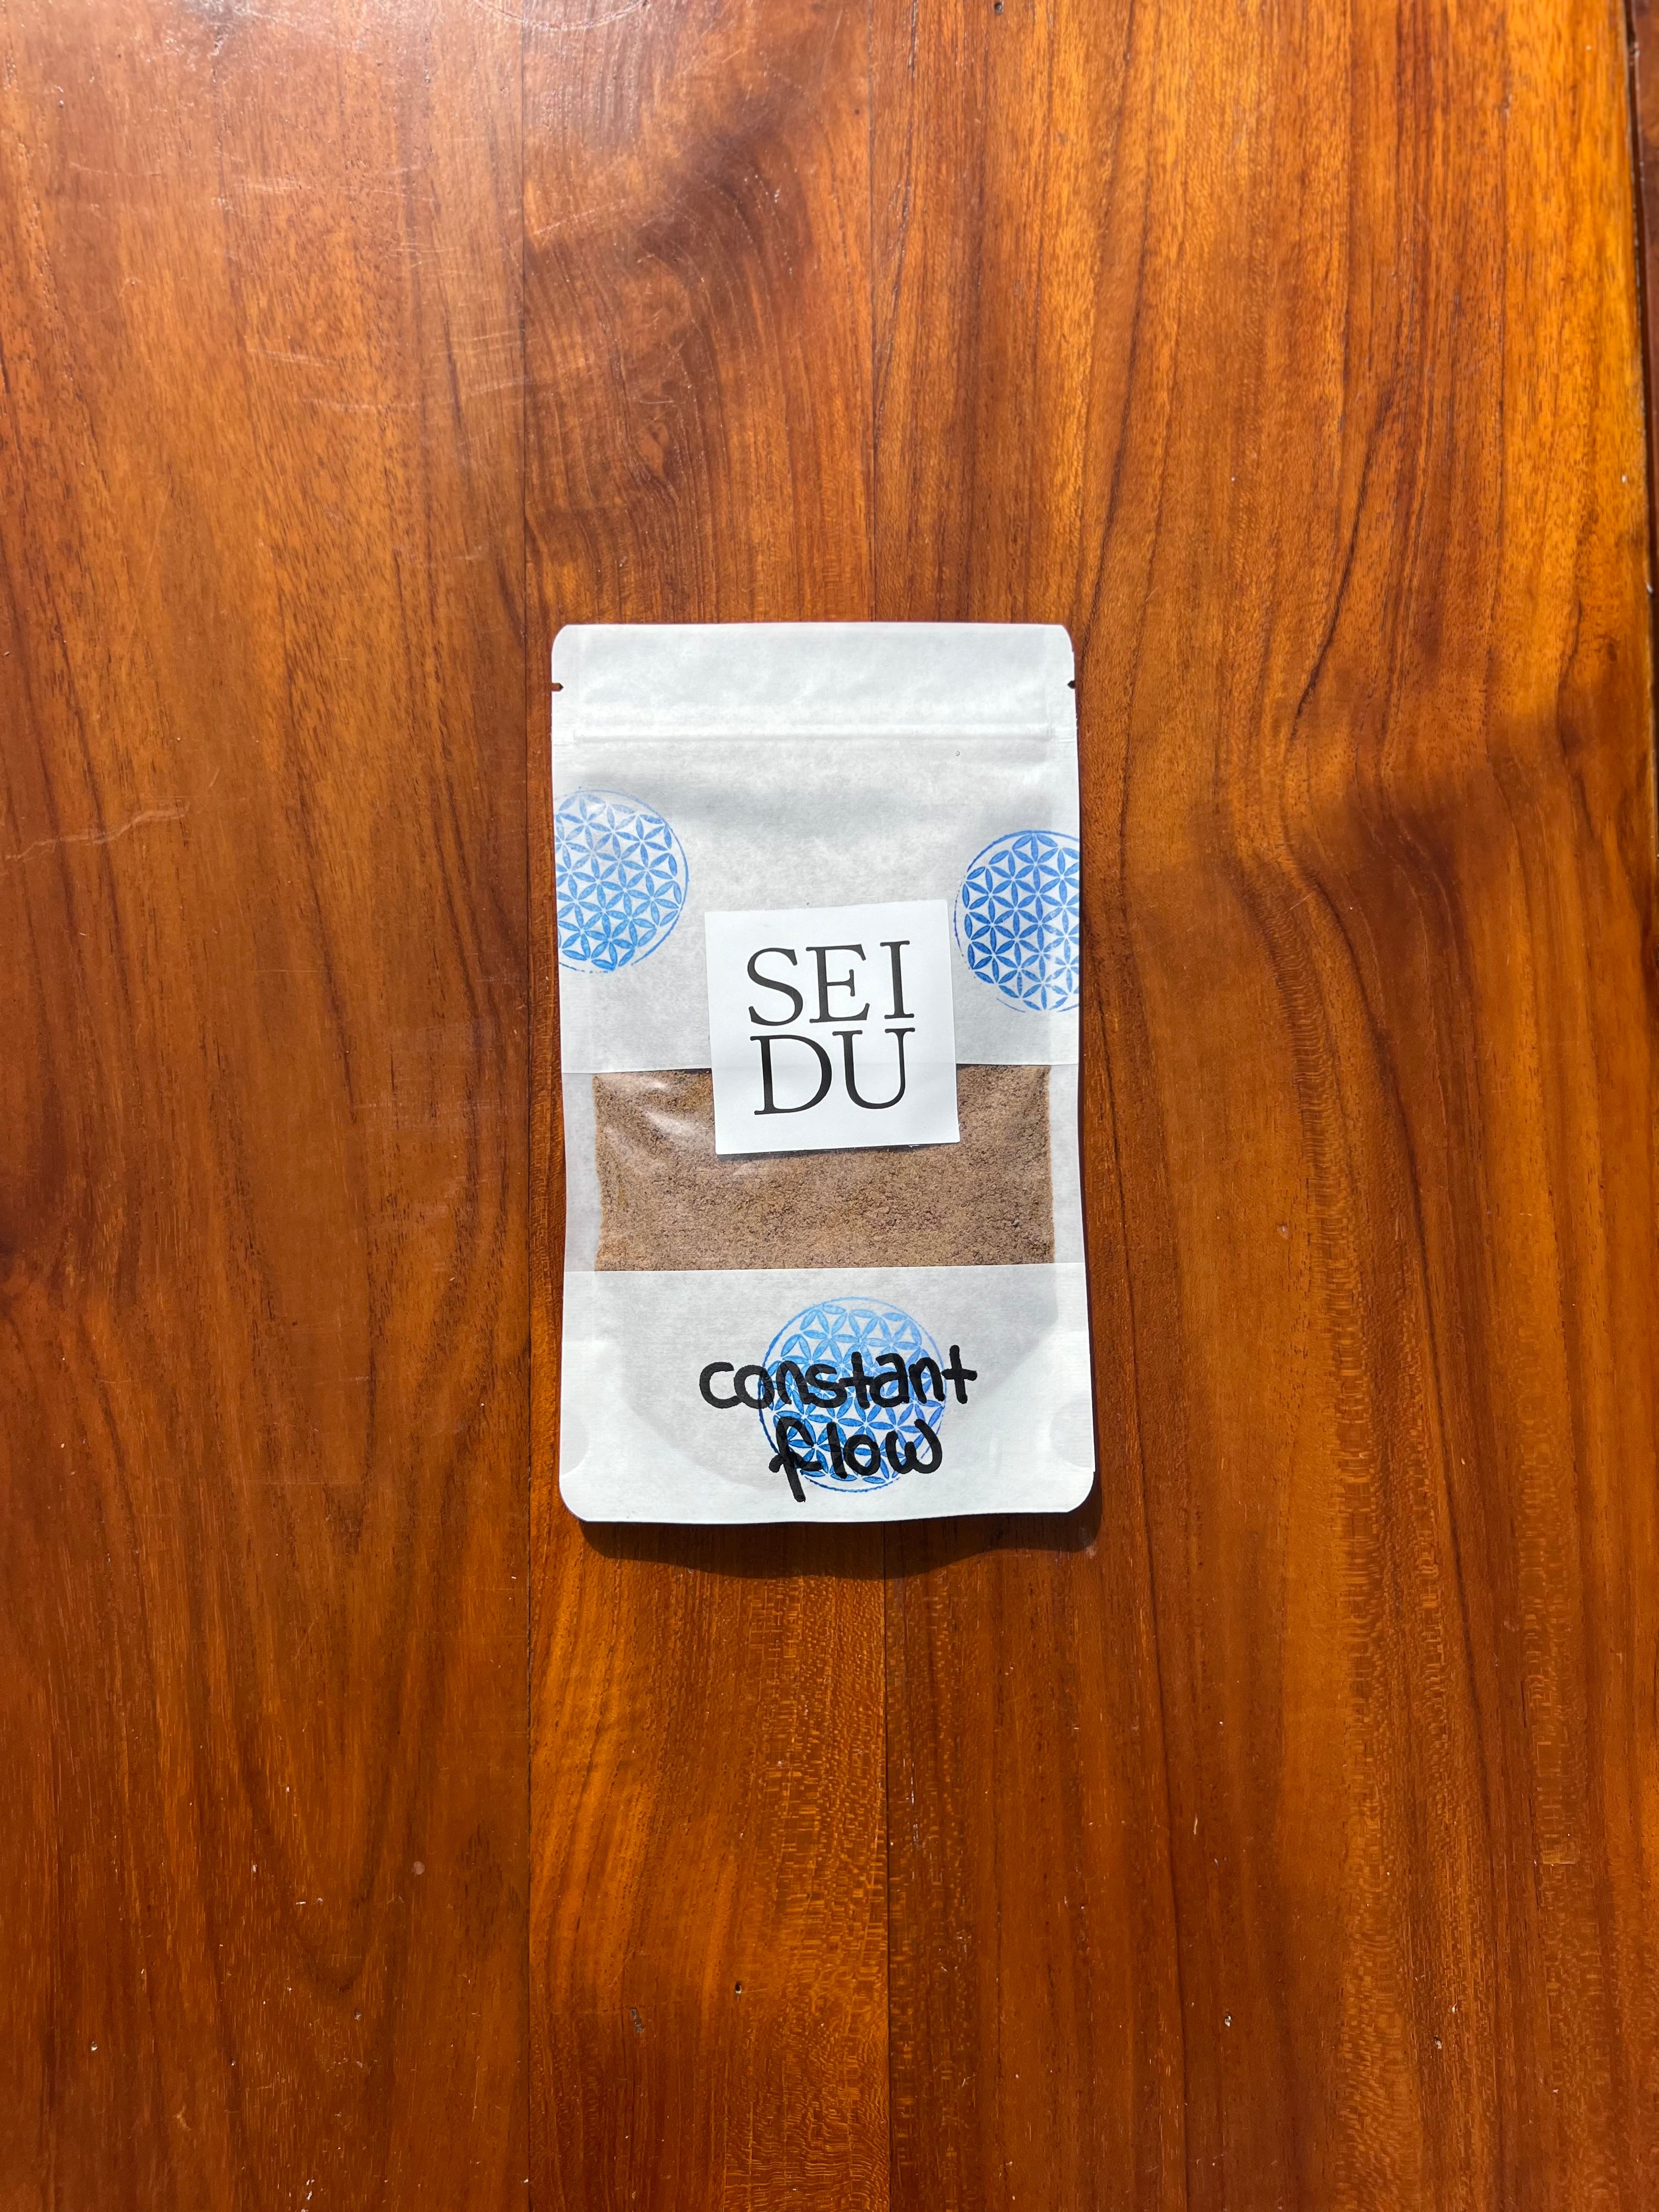 SEI
DU
constant
flow